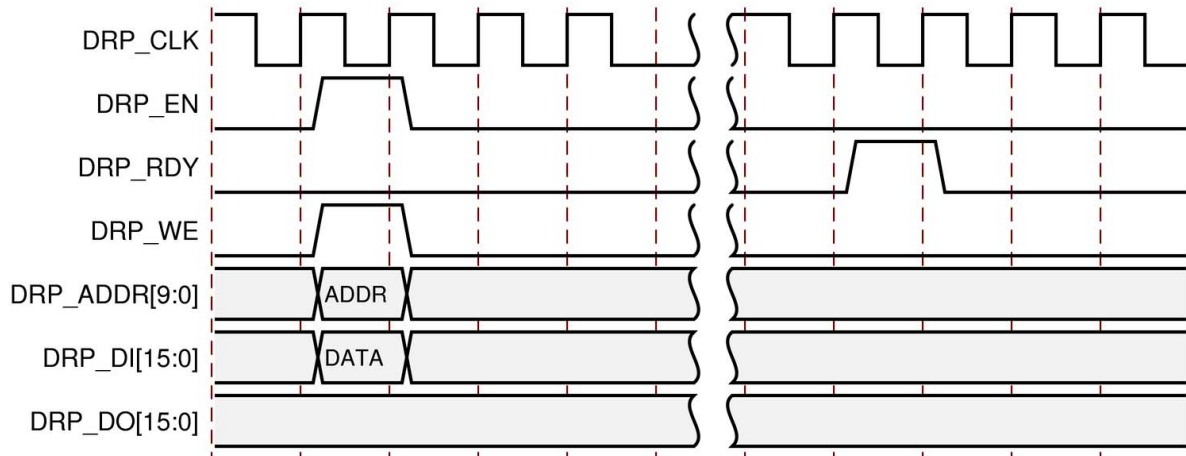 DRP_CLK
DRP_EN
DRP_RDY
DRP_WE
DRP_ADDR[9:0] ADDR
DRP_DI[15:0] DATA
DRP_DO[15:0]